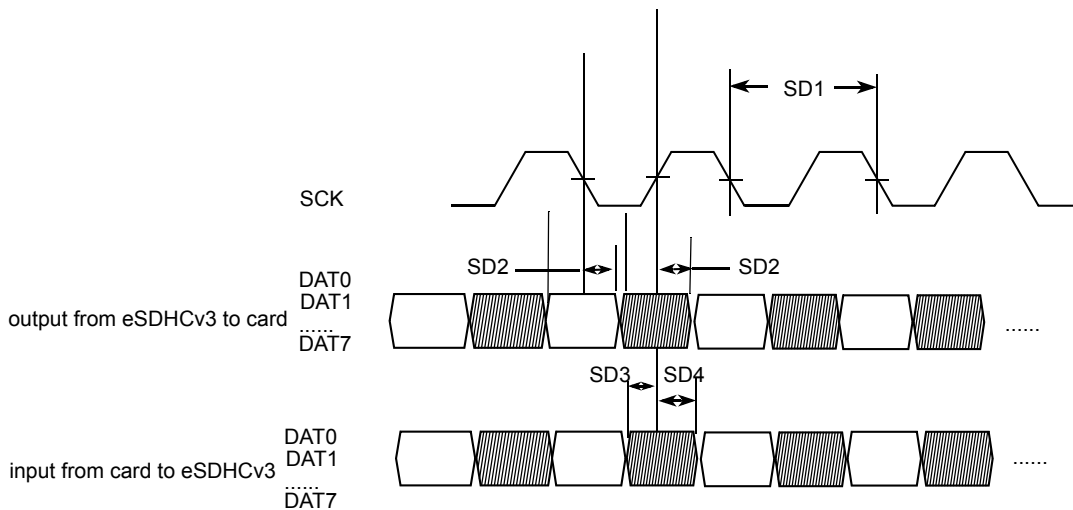 SD1
SCK
SD2
SD2
DAT0
DAT1
output from eSDHCv3 to card
......
DAT7
......
SD3
SD4
DAT0
DAT1
input from card to eSDHCv3
......
DAT7
......